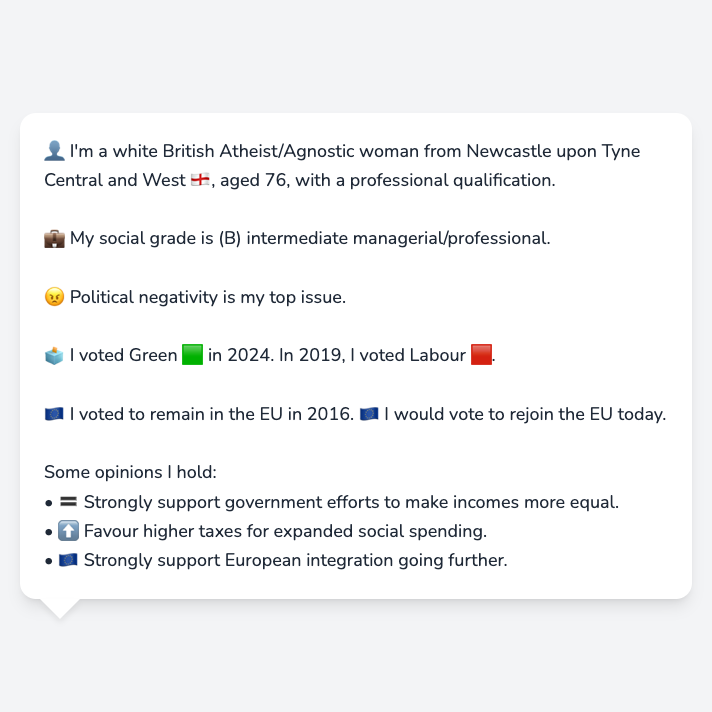 👤 I'm a white British Atheist/Agnostic woman from Newcastle upon Tyne
Central and West 🏴󠁧󠁢󠁥󠁮󠁧󠁿, aged 76, with a professional qualification.
💼 My social grade is (B) intermediate managerial/professional.
😠 Political negativity is my top issue.
🗳️ I voted Green 🟩 in 2024. In 2019, I voted Labour 🟥.
🇪🇺 I voted to remain in the EU in 2016. 🇪🇺 I would vote to rejoin the EU today.
Some opinions I hold:
• 🟰 Strongly support government efforts to make incomes more equal.
• ⬆️ Favour higher taxes for expanded social spending.
• 🇪🇺 Strongly support European integration going further.